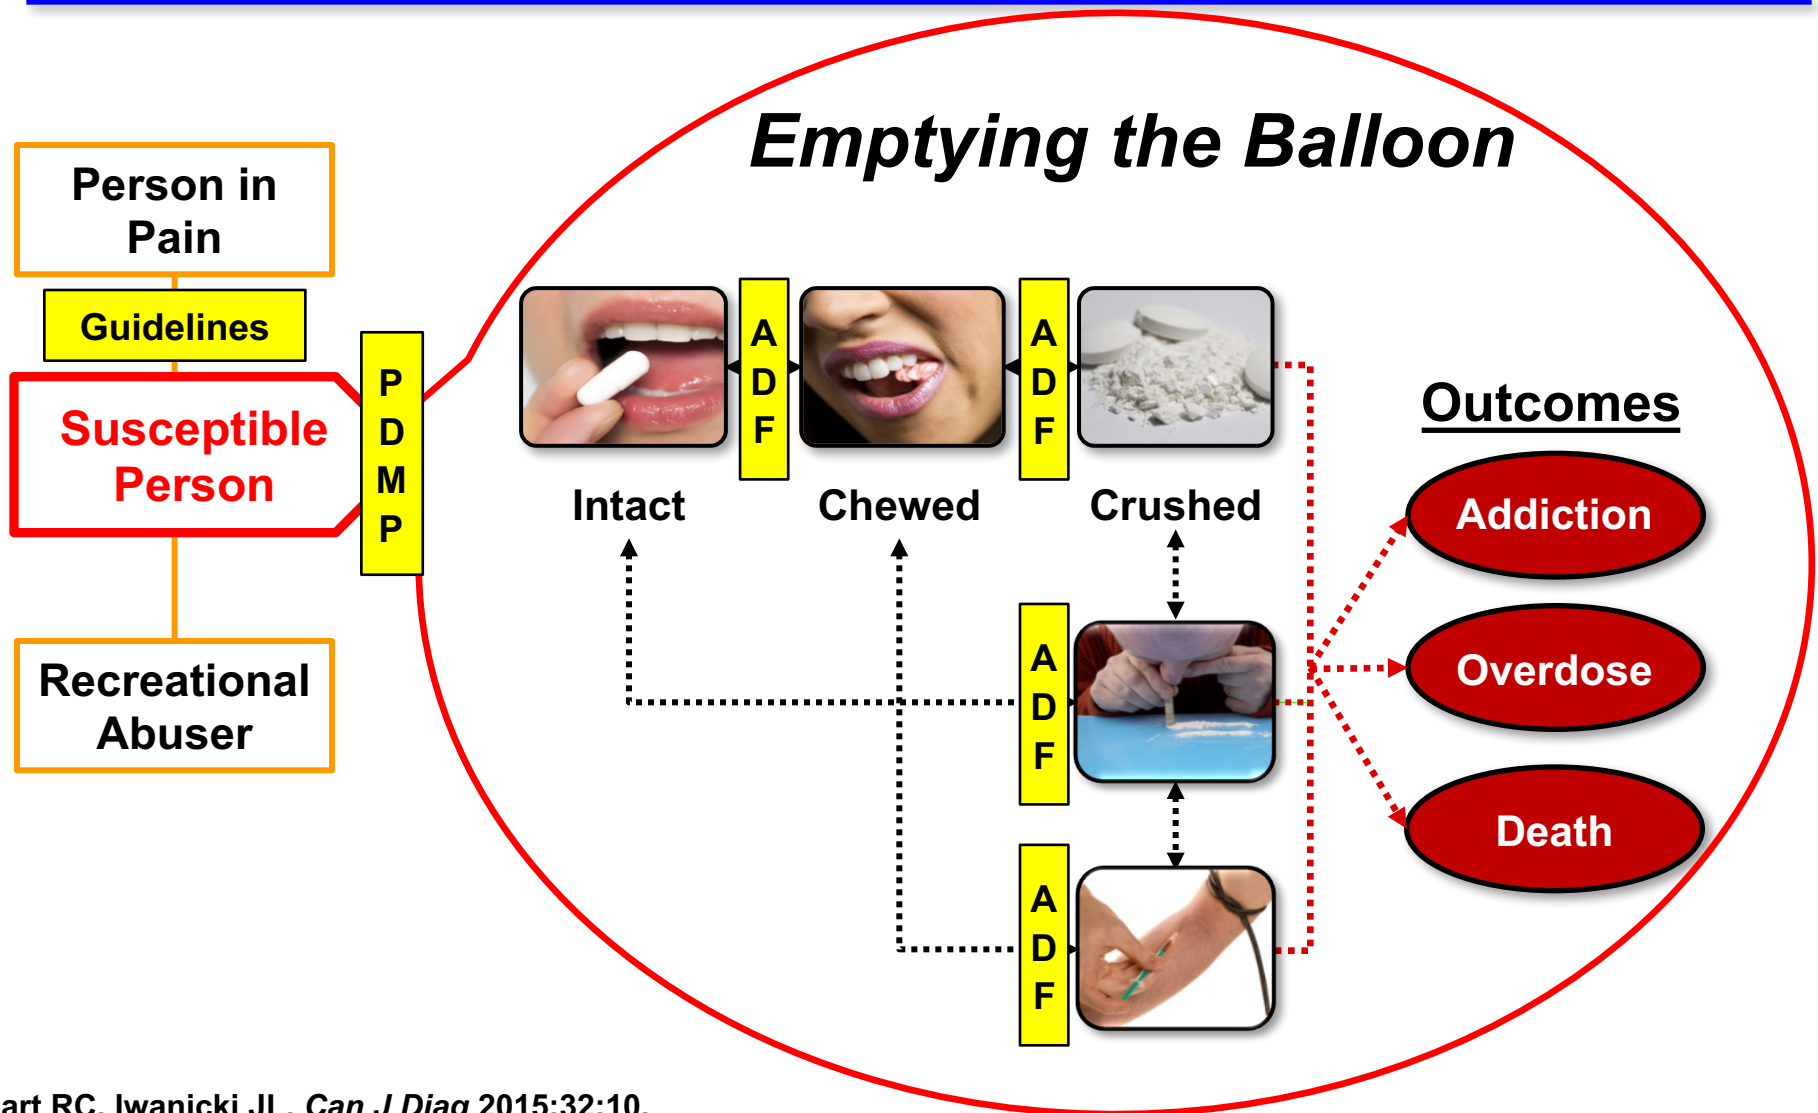 Emptying the Balloon
Person in
Pain
Guidelines
Susceptible
Person
Recreational
Abuser
P
D
M
P
A
D
F
A
D
F
Intact
Chewed
Crushed
A
D
F
A
D
F
Outcomes
Addiction
Overdose
Death
art RC, Iwanicki JL. Can J Diag 2015;32:10.